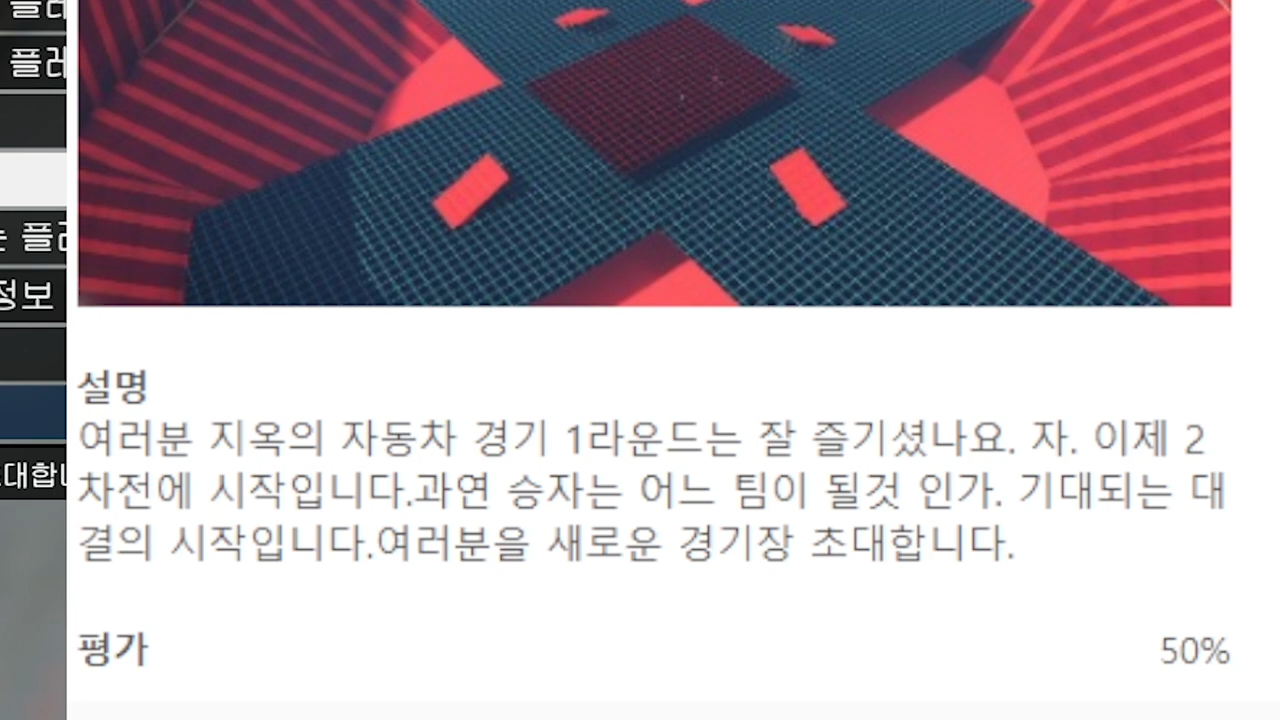 정보
설명
여러분 지옥의 자동차 경기 1라운드는 잘 즐기셨나요. 자. 이제 2
차전에 시작입니다.과연 승자는 어느 팀이 될것 인가. 기대되는 대
결의 시작입니다.여러분을 새로운 경기장 초대합니다.
평가 50%